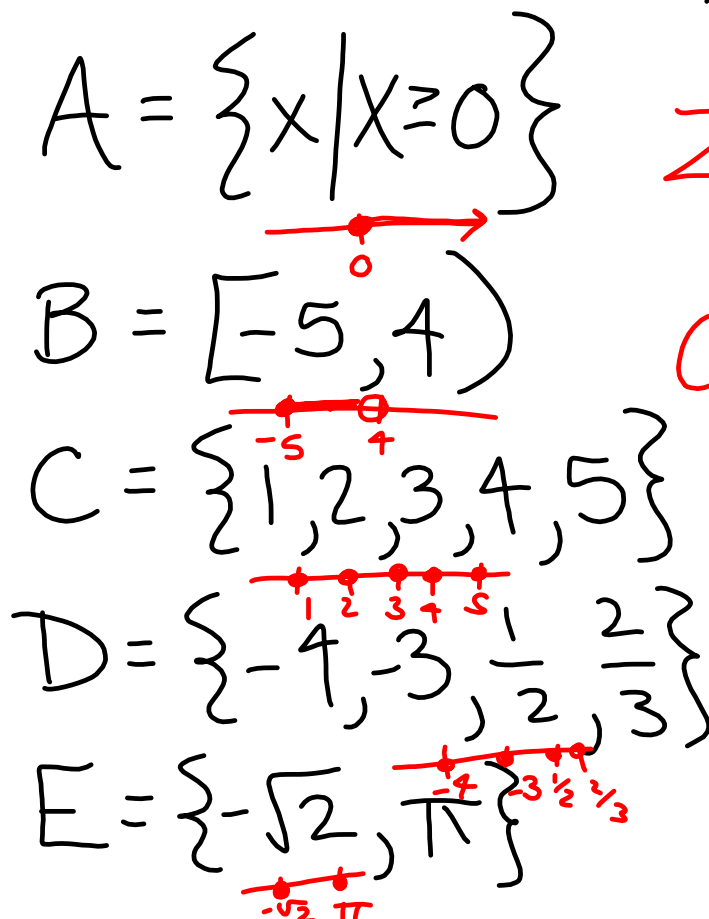 A = {x | x ≥ 0}
0
B = [-5, 4)
-5 4
C = {1, 2, 3, 4, 5}
1 2 3 4 5
D = {-4, -3, 1/2, 2/3}
-4 -3 1/2 2/3
E = {-√2, π}
-√2 π